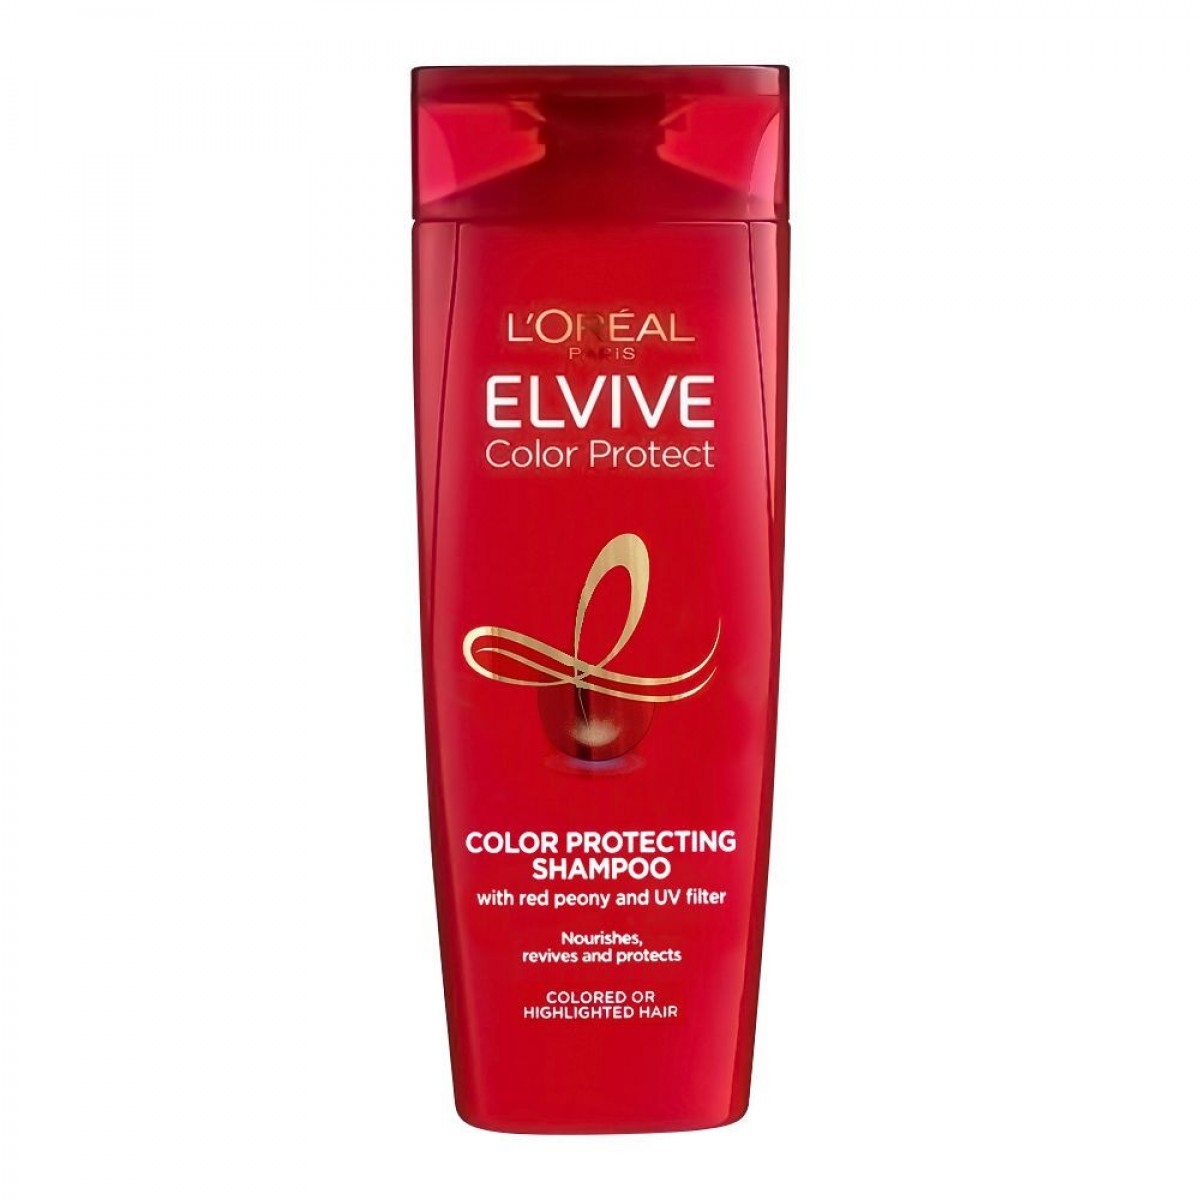 L'ORÉAL
PARIS
ELVIVE
Color Protect
COLOR PROTECTING
SHAMPOO
with red peony and UV filter
Nourishes,
revives and protects
COLORED OR
HIGHLIGHTED HAIR